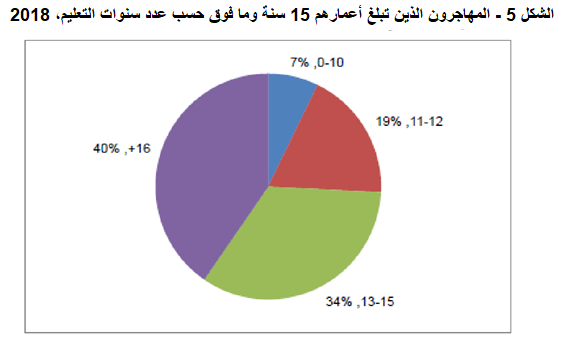 الشكل 5 ـ المهاجرون الذين تبلغ أعمارهم 15 سنة وما فوق حسب عدد سنوات التعليم، 2018
7% ,0-10
19% ,11-12
40% ,+16
34% ,13-15